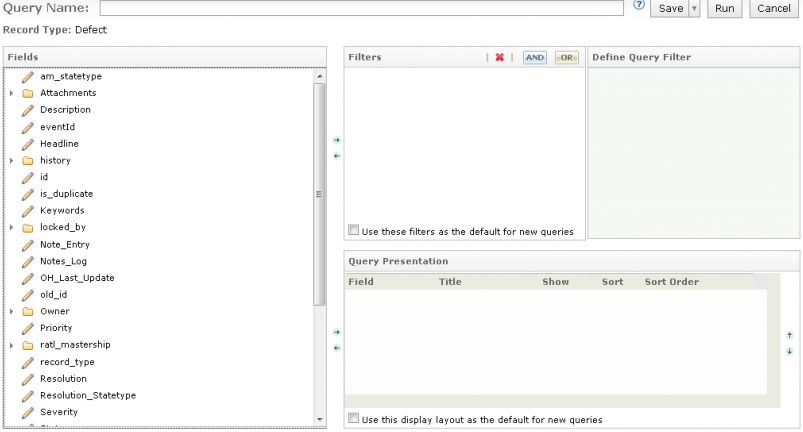 Query Name: Save Run Cancel
Record Type: Defect
Fields
am_statetype
Attachments
Description
eventId
Headline
history
id
is_duplicate
Keywords
locked_by
Note_Entry
Notes_Log
OH_Last_Update
old_id
Owner
Priority
ratl_mastership
record_type
Resolution
Resolution_Statetype
Severity
Filters AND OR
Use these filters as the default for new queries
Define Query Filter
Query Presentation
Field Title Show Sort Sort Order
Use this display layout as the default for new queries